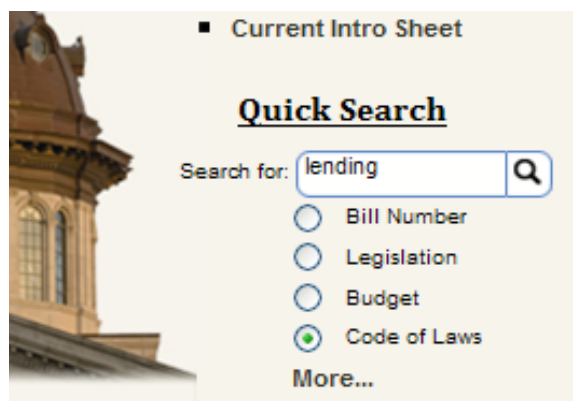 Current Intro Sheet
Quick Search
Search for: lending
Bill Number
Legislation
Budget
Code of Laws
More...